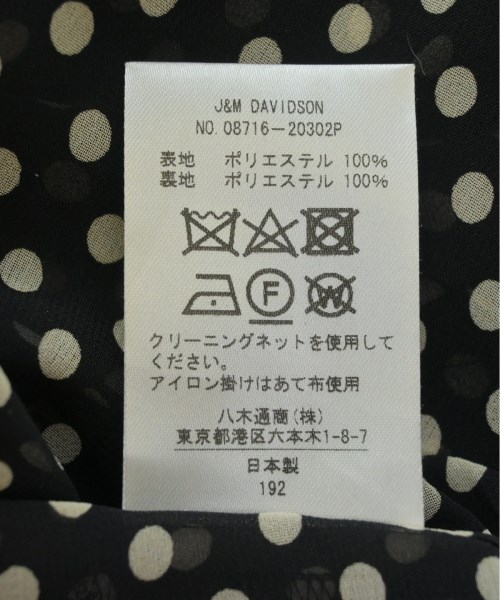 J&M DAVIDSON
NO. 08716-20302P
表地 ポリエステル 100%
裏地 ポリエステル 100%
F W
クリーニングネットを使用して
ください。
アイロン掛けはあて布使用
八木通商(株)
東京都港区六本木1-8-7
日本製
192